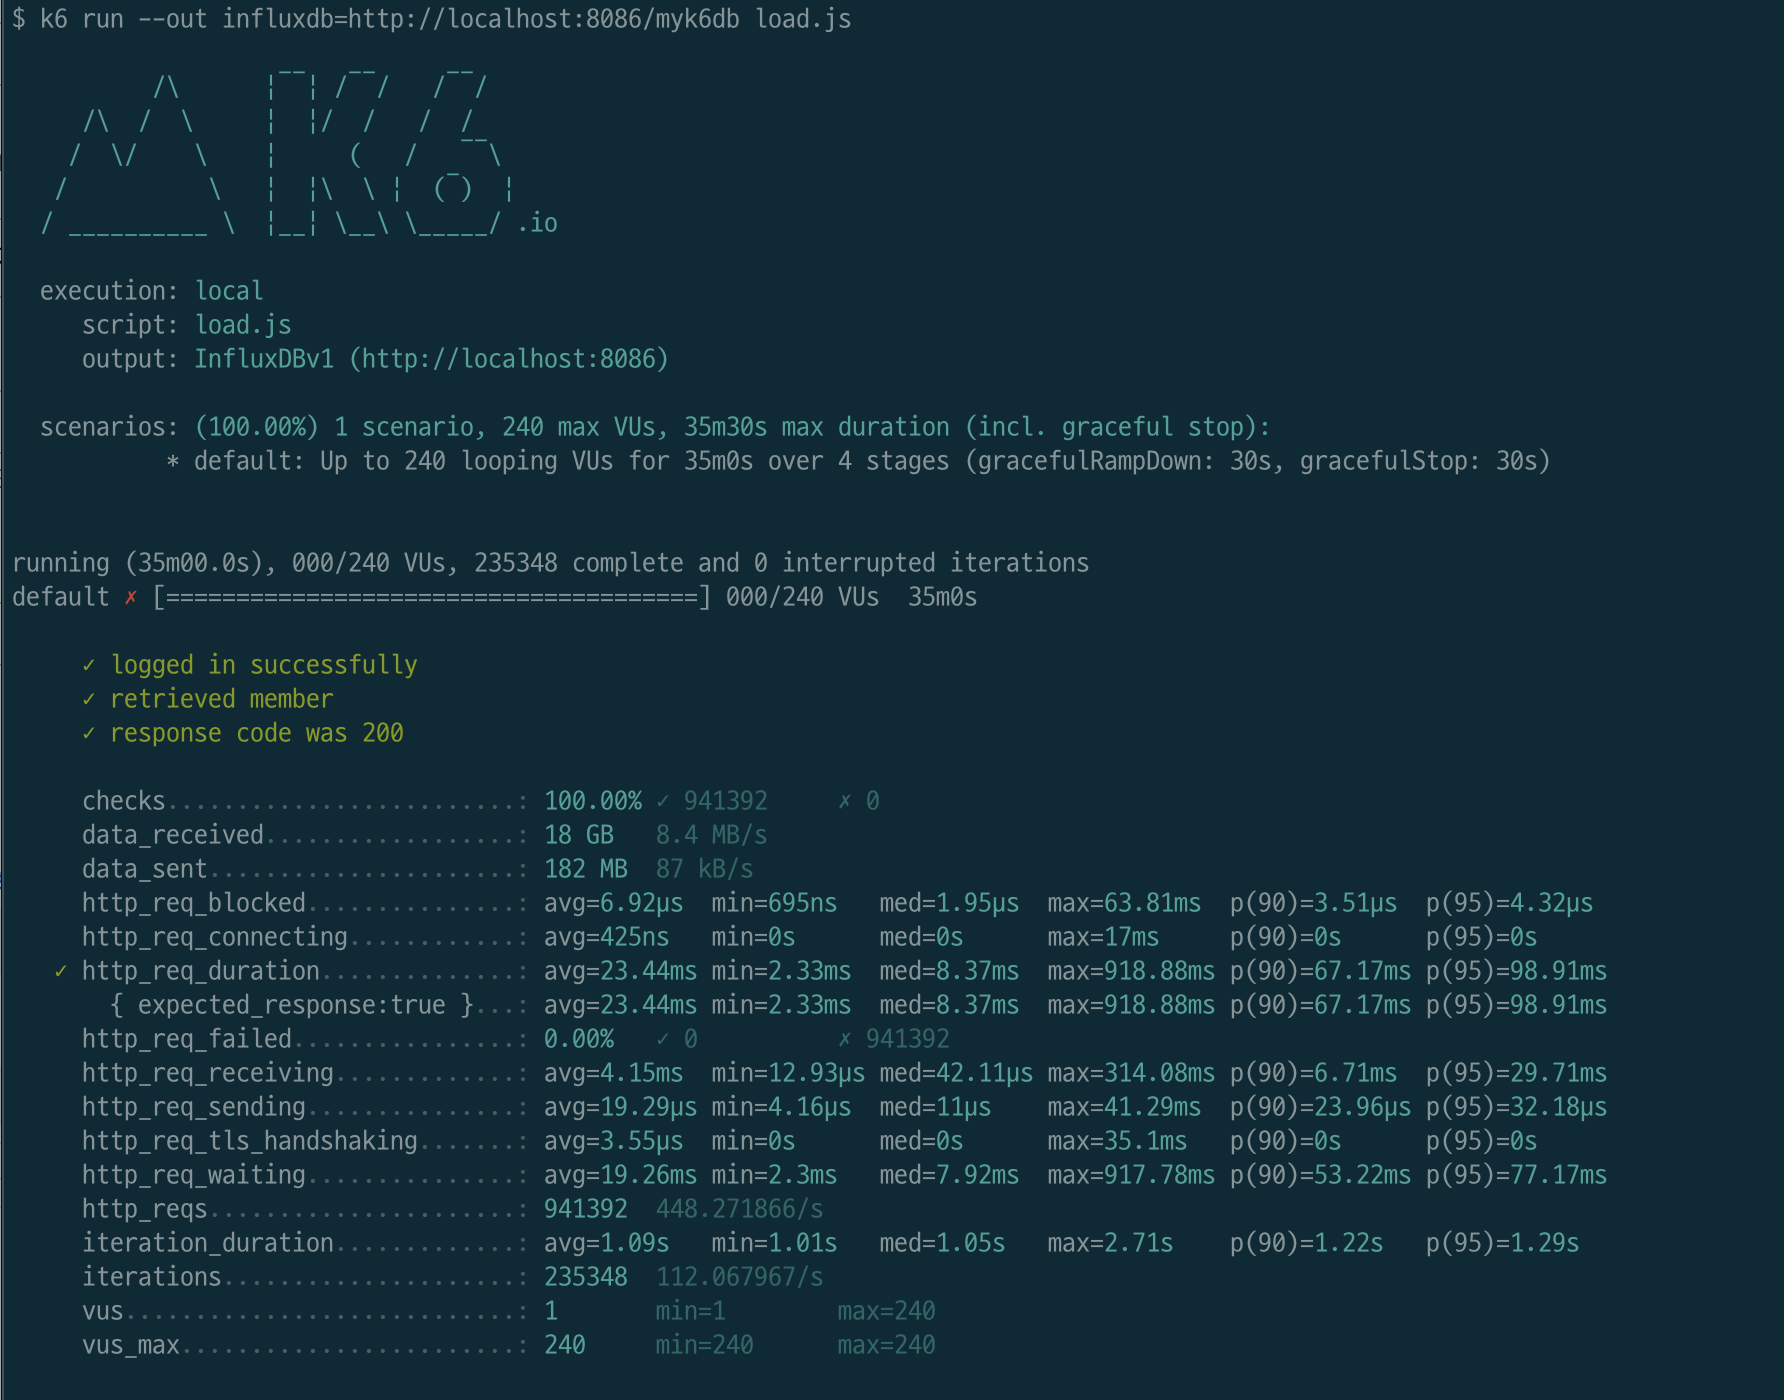 $ k6 run --out influxdb=http://localhost:8086/myk6db load.js
.io
execution: local
script: load.js
output: InfluxDBv1 (http://localhost:8086)
scenarios: (100.00%) 1 scenario, 240 max VUs, 35m30s max duration (incl. graceful stop):
* default: Up to 240 looping VUs for 35m0s over 4 stages (gracefulRampDown: 30s, gracefulStop: 30s)
running (35m00.0s), 000/240 VUs, 235348 complete and 0 interrupted iterations
default ✗ [======================================] 000/240 VUs  35m0s
✓ logged in successfully
✓ retrieved member
✓ response code was 200
checks.........................: 100.00% ✓ 941392     ✗ 0
data_received..................: 18 GB   8.4 MB/s
data_sent......................: 182 MB  87 kB/s
http_req_blocked...............: avg=6.92µs  min=695ns   med=1.95µs  max=63.81ms  p(90)=3.51µs  p(95)=4.32µs
http_req_connecting............: avg=425ns   min=0s      med=0s      max=17ms     p(90)=0s      p(95)=0s
✓ http_req_duration..............: avg=23.44ms min=2.33ms  med=8.37ms  max=918.88ms p(90)=67.17ms p(95)=98.91ms
{ expected_response:true }...: avg=23.44ms min=2.33ms  med=8.37ms  max=918.88ms p(90)=67.17ms p(95)=98.91ms
http_req_failed................: 0.00%   ✓ 0          ✗ 941392
http_req_receiving.............: avg=4.15ms  min=12.93µs med=42.11µs max=314.08ms p(90)=6.71ms  p(95)=29.71ms
http_req_sending...............: avg=19.29µs min=4.16µs  med=11µs    max=41.29ms  p(90)=23.96µs p(95)=32.18µs
http_req_tls_handshaking.......: avg=3.55µs  min=0s      med=0s      max=35.1ms   p(90)=0s      p(95)=0s
http_req_waiting...............: avg=19.26ms min=2.3ms   med=7.92ms  max=917.78ms p(90)=53.22ms p(95)=77.17ms
http_reqs......................: 941392  448.271866/s
iteration_duration.............: avg=1.09s   min=1.01s   med=1.05s   max=2.71s    p(90)=1.22s   p(95)=1.29s
iterations.....................: 235348  112.067967/s
vus............................: 1       min=1        max=240
vus_max........................: 240     min=240      max=240